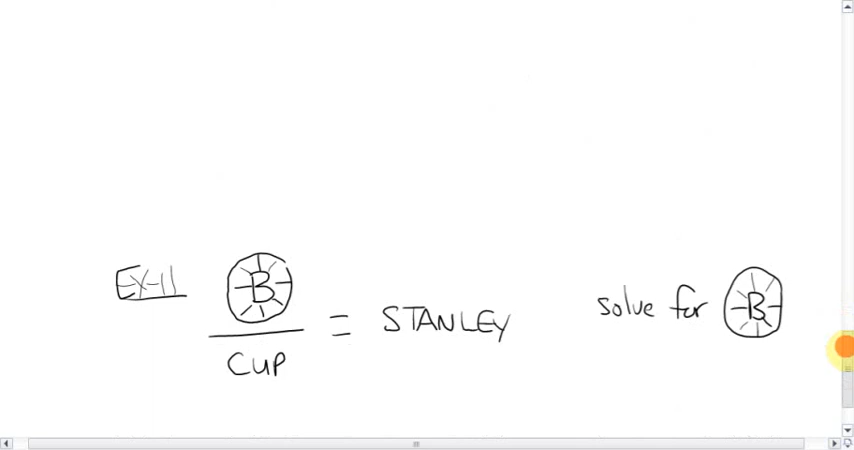 EX-11
B
CUP
= STANLEY
solve for B